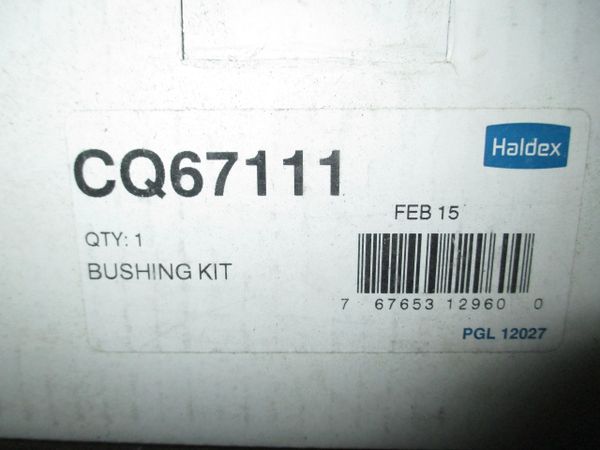 Haldex
CQ67111
FEB 15
QTY: 1
BUSHING KIT
7 67653 12960 0
PGL 12027